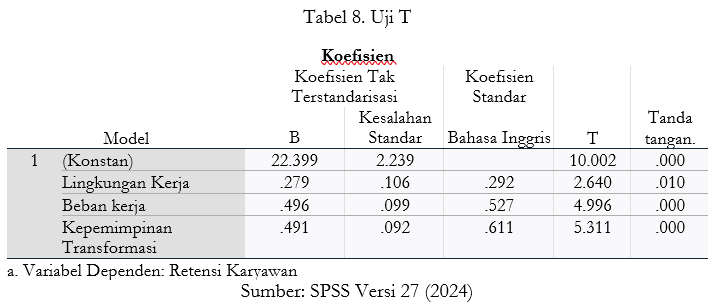 Tabel 8. Uji T
Koefisien
Koefisien Tak Terstandarisasi Koefisien Standar
Model B Kesalahan Standar Bahasa Inggris T Tanda tangan.
1 (Konstan) 22.399 2.239 10.002 .000
Lingkungan Kerja .279 .106 .292 2.640 .010
Beban kerja .496 .099 .527 4.996 .000
Kepemimpinan Transformasi .491 .092 .611 5.311 .000
a. Variabel Dependen: Retensi Karyawan
Sumber: SPSS Versi 27 (2024)